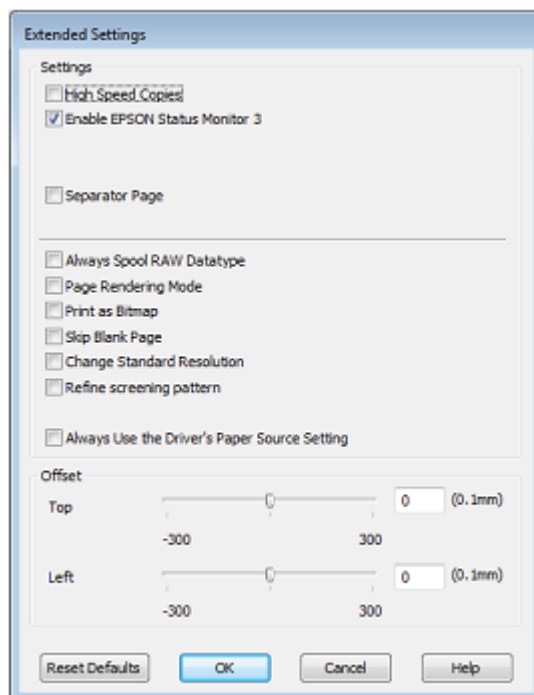 Extended Settings
Settings
High Speed Copies
Enable EPSON Status Monitor 3
Separator Page
Always Spool RAW Datatype
Page Rendering Mode
Print as Bitmap
Skip Blank Page
Change Standard Resolution
Refine screening pattern
Always Use the Driver's Paper Source Setting
Offset
Top 0 (0.1mm)
-300 300
Left 0 (0.1mm)
-300 300
Reset Defaults OK Cancel Help